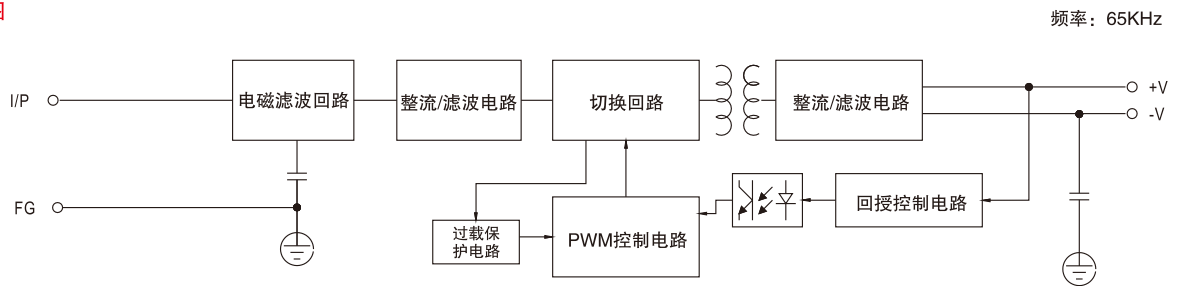 频率：65KHz
I/P
电磁滤波回路
整流/滤波电路
切换回路
整流/滤波电路
+V
-V
FG
过载保
护电路
PWM控制电路
回授控制电路